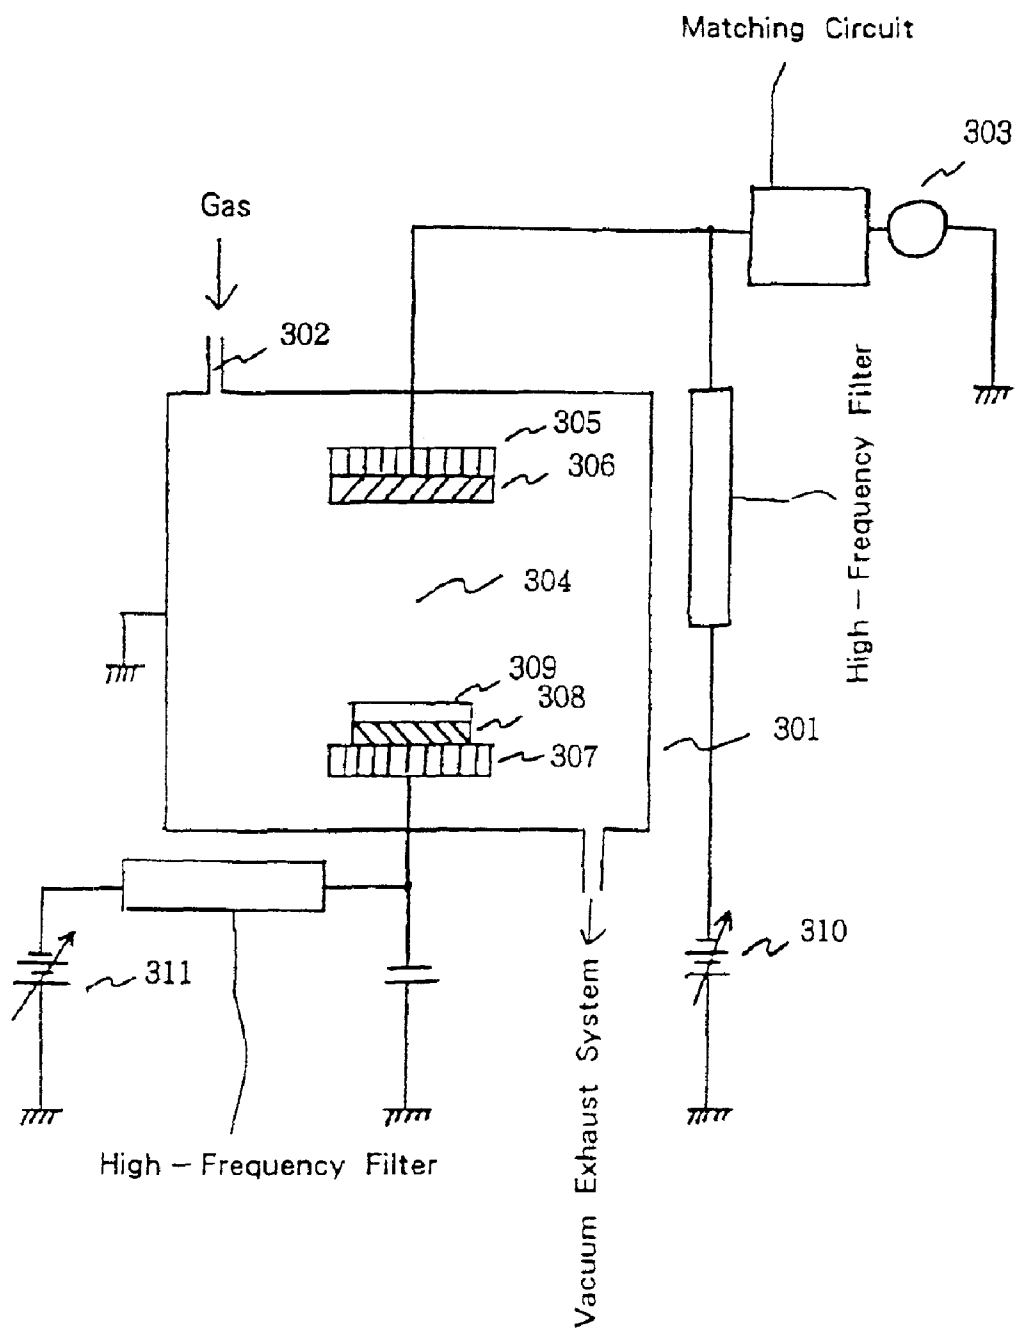 Matching Circuit
303
Gas
302
305
306
High-Frequency Filter
304
309
308
307
301
310
311
High-Frequency Filter
Vacuum Exhaust System